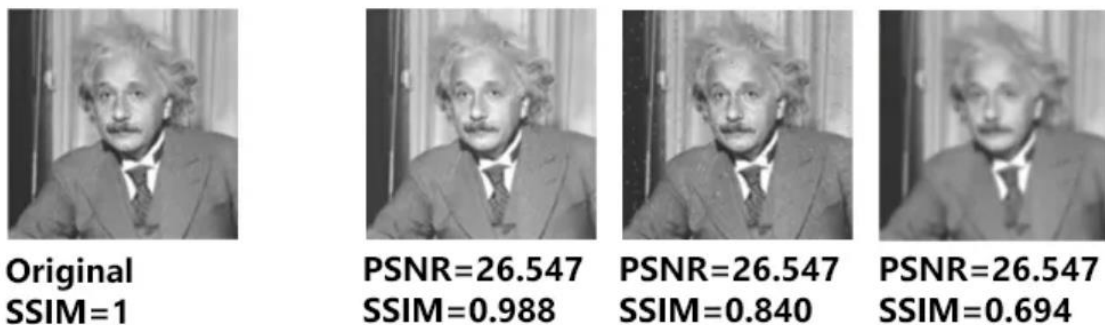 Original
SSIM=1
PSNR=26.547
SSIM=0.988
PSNR=26.547
SSIM=0.840
PSNR=26.547
SSIM=0.694